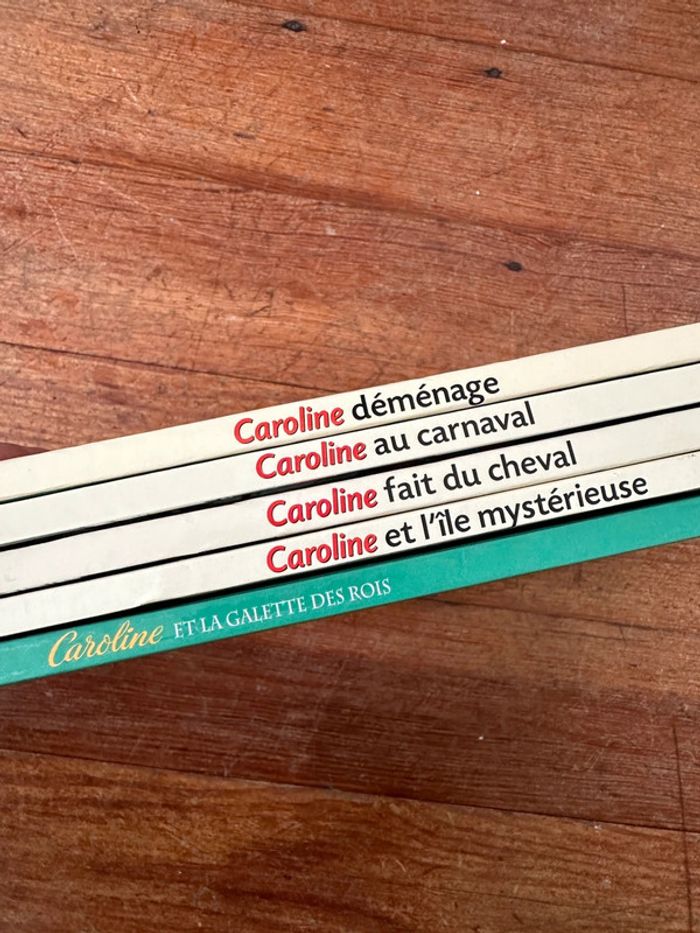 Caroline déménage
Caroline au carnaval
Caroline fait du cheval
Caroline et l'île mystérieuse
Caroline ET LA GALETTE DES ROIS